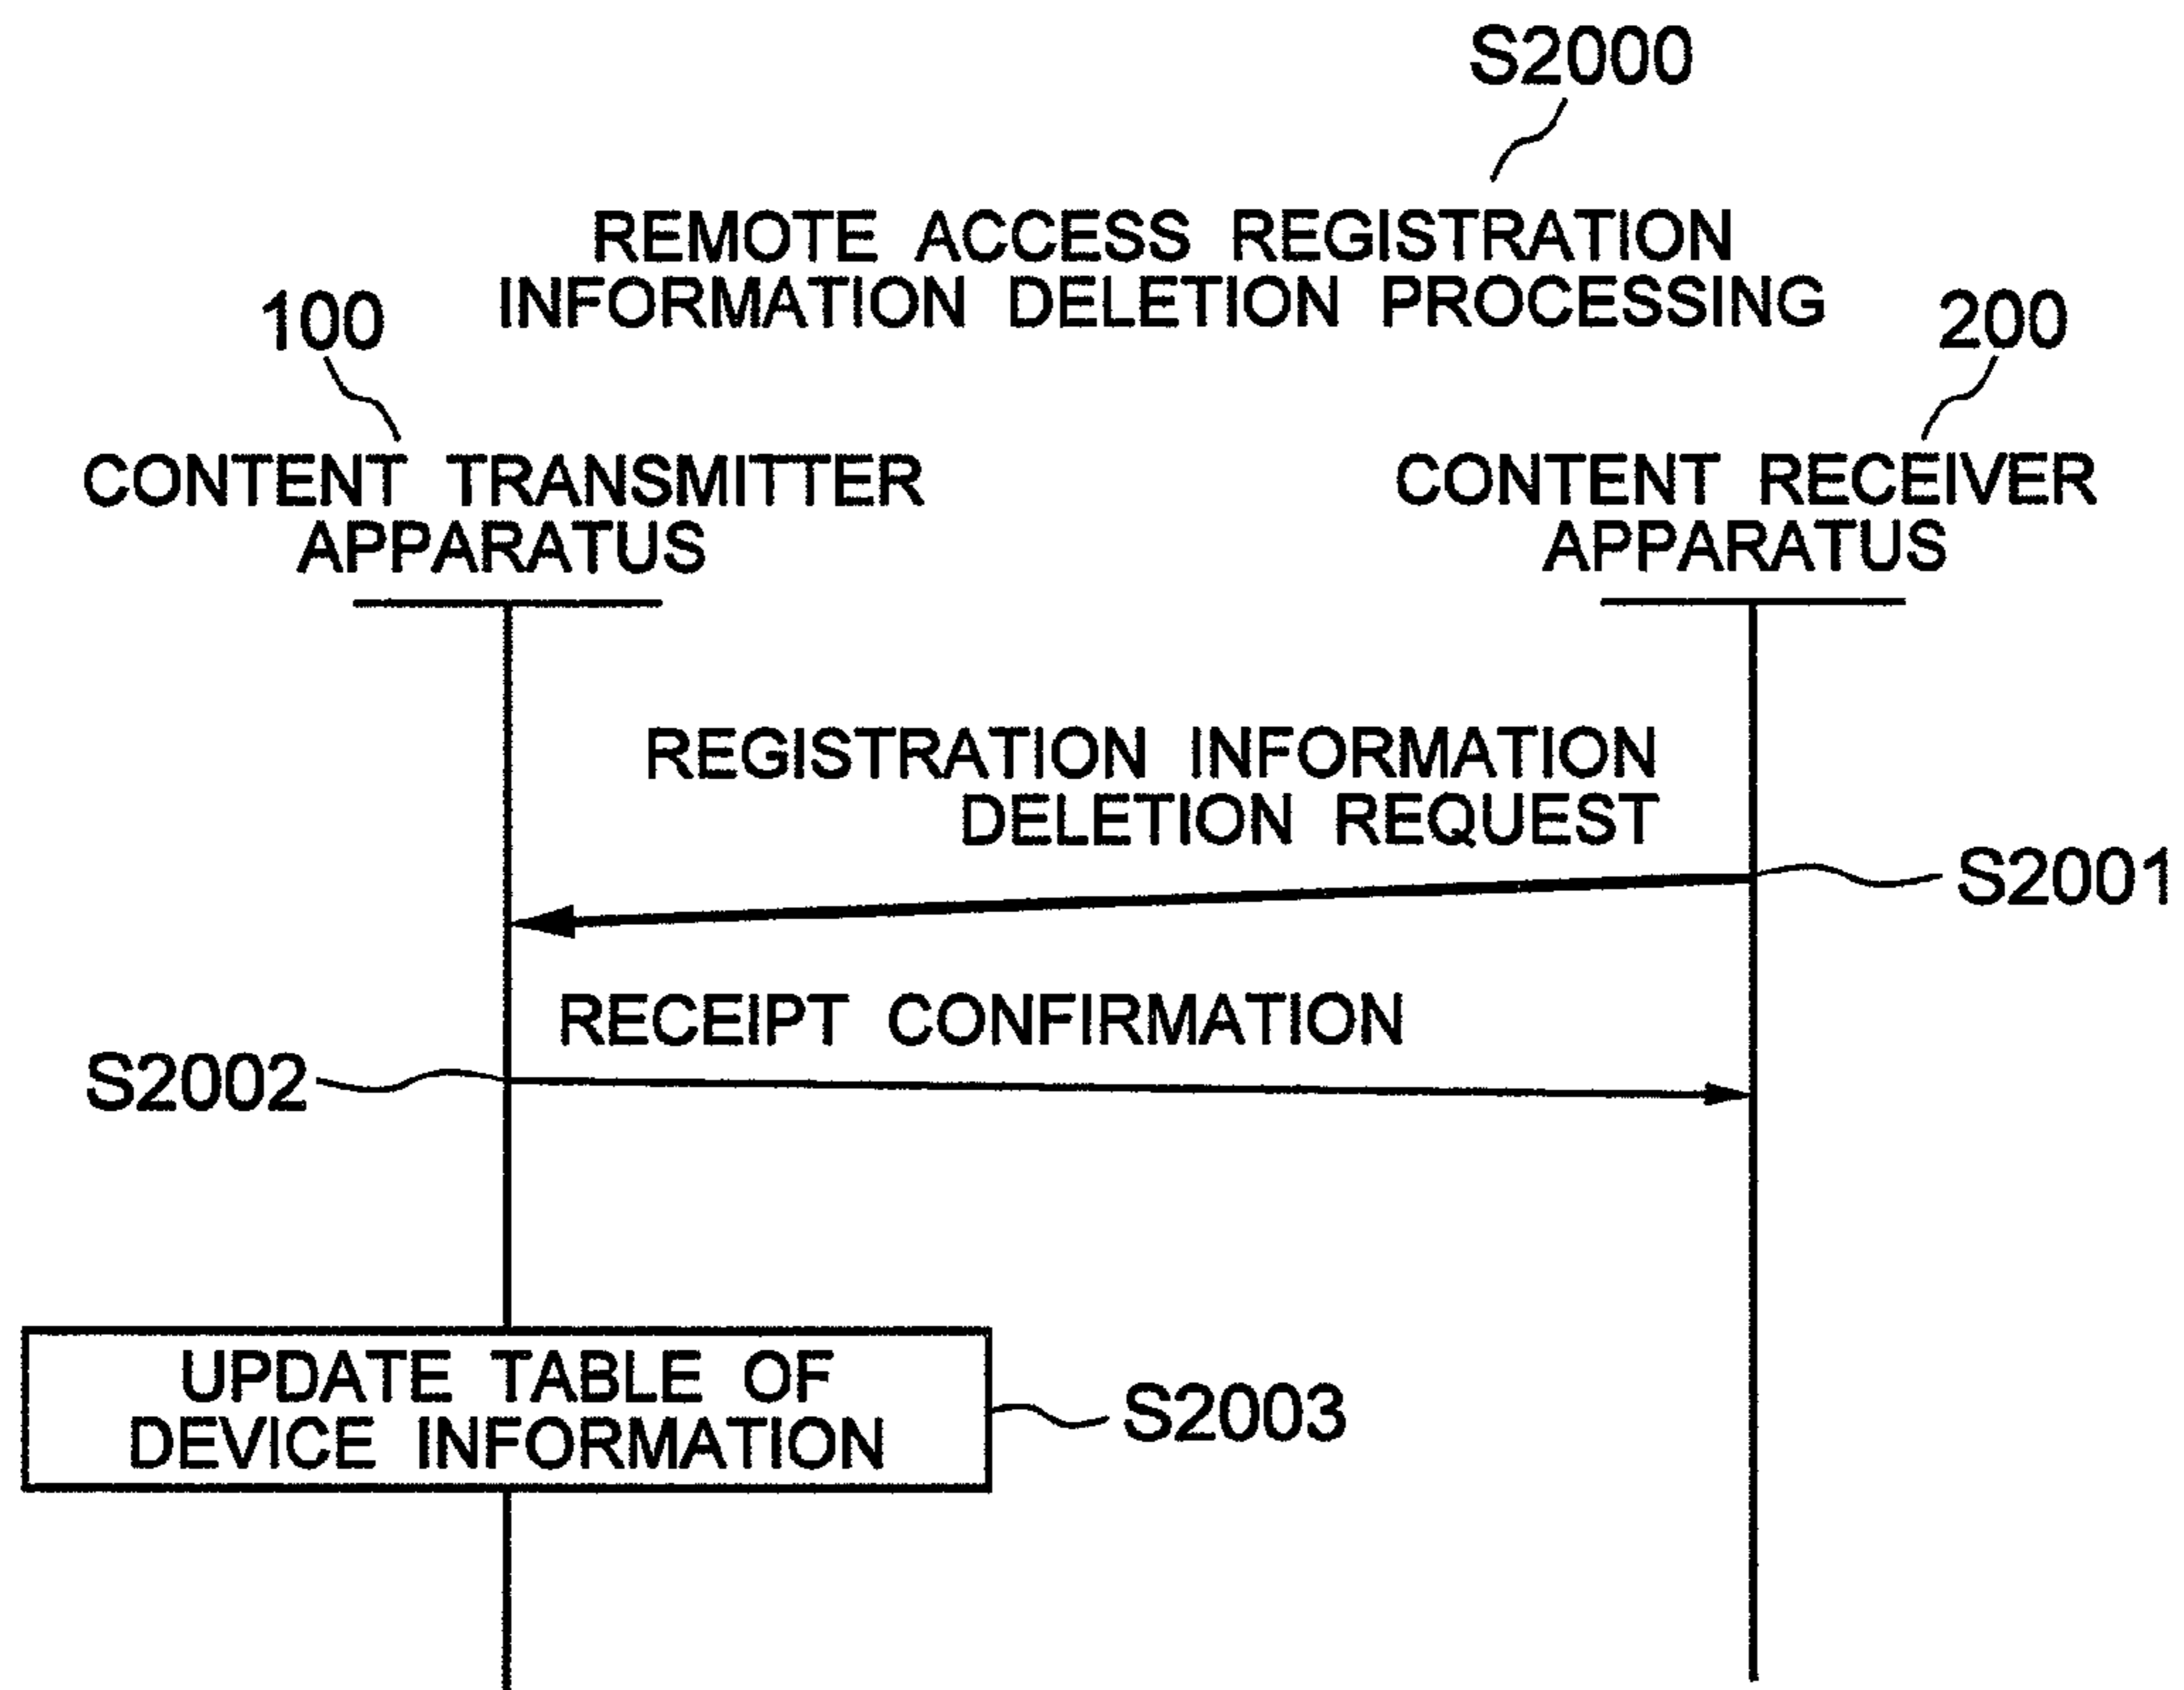 S2000
REMOTE ACCESS REGISTRATION
INFORMATION DELETION PROCESSING
100
200
CONTENT TRANSMITTER
APPARATUS
CONTENT RECEIVER
APPARATUS
REGISTRATION INFORMATION
DELETION REQUEST
S2001
RECEIPT CONFIRMATION
S2002
UPDATE TABLE OF
DEVICE INFORMATION
S2003